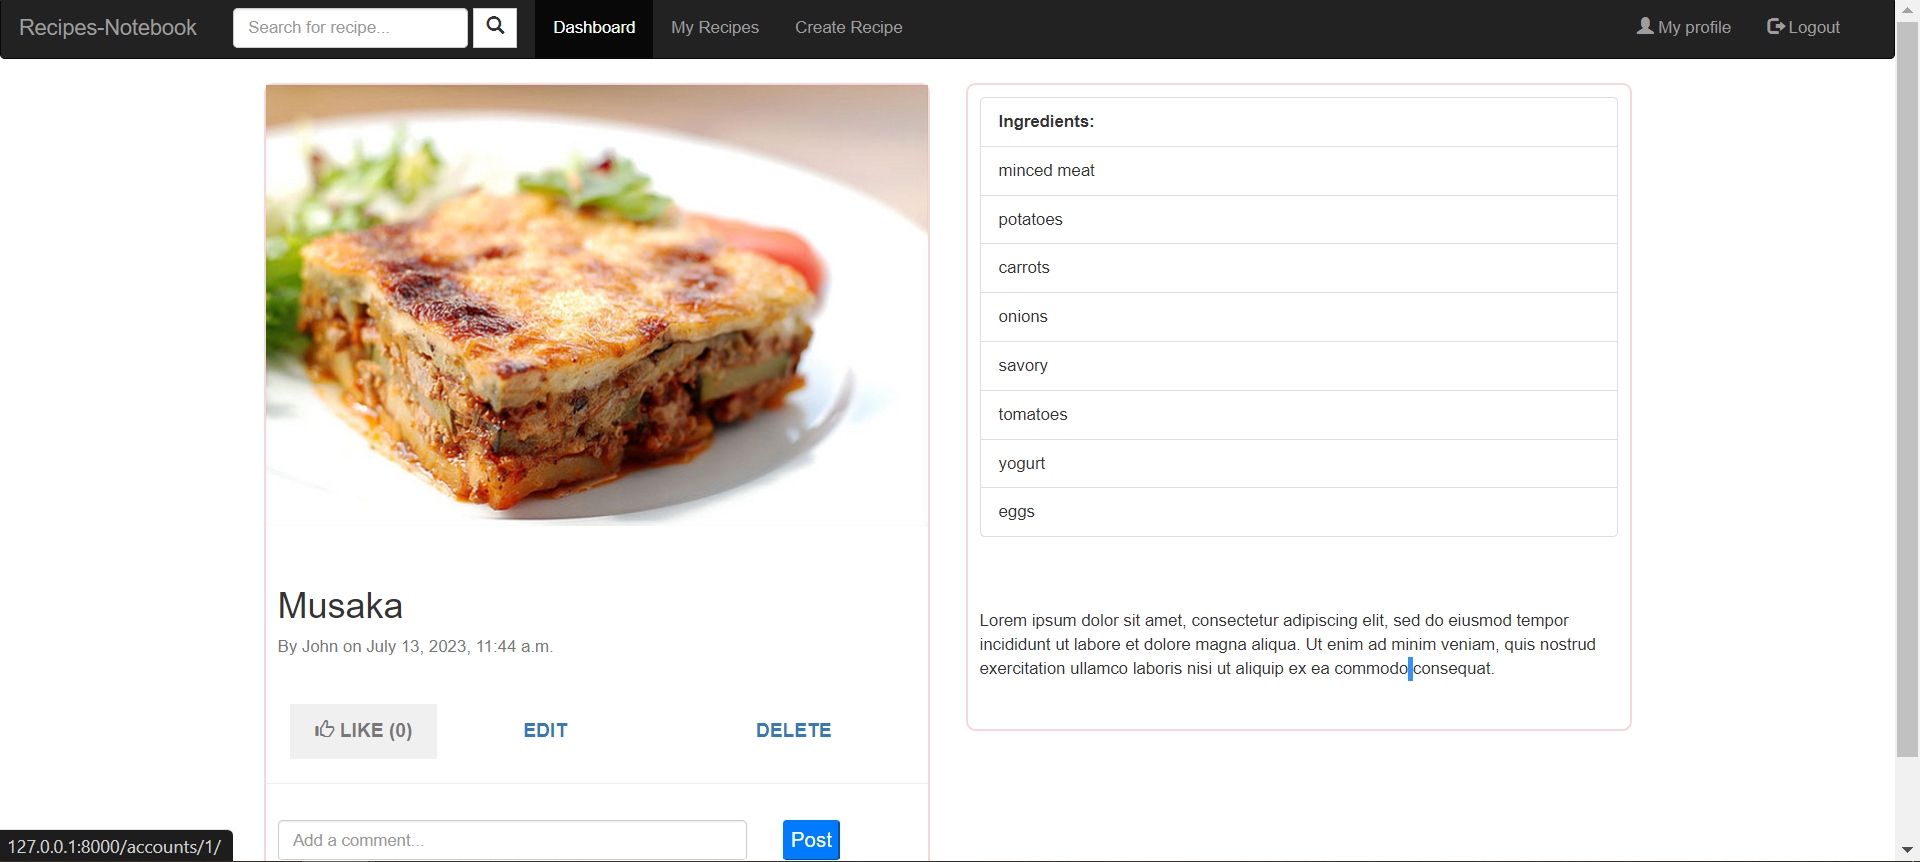 Recipes-Notebook
Search for recipe...
Dashboard
My Recipes
Create Recipe
My profile
Logout
Musaka
By John on July 13, 2023, 11:44 a.m.
LIKE (0)
EDIT
DELETE
Add a comment...
Post
Ingredients:
minced meat
potatoes
carrots
onions
savory
tomatoes
yogurt
eggs
Lorem ipsum dolor sit amet, consectetur adipiscing elit, sed do eiusmod tempor
incididunt ut labore et dolore magna aliqua. Ut enim ad minim veniam, quis nostrud
exercitation ullamco laboris nisi ut aliquip ex ea commodo consequat.
127.0.0.1:8000/accounts/1/